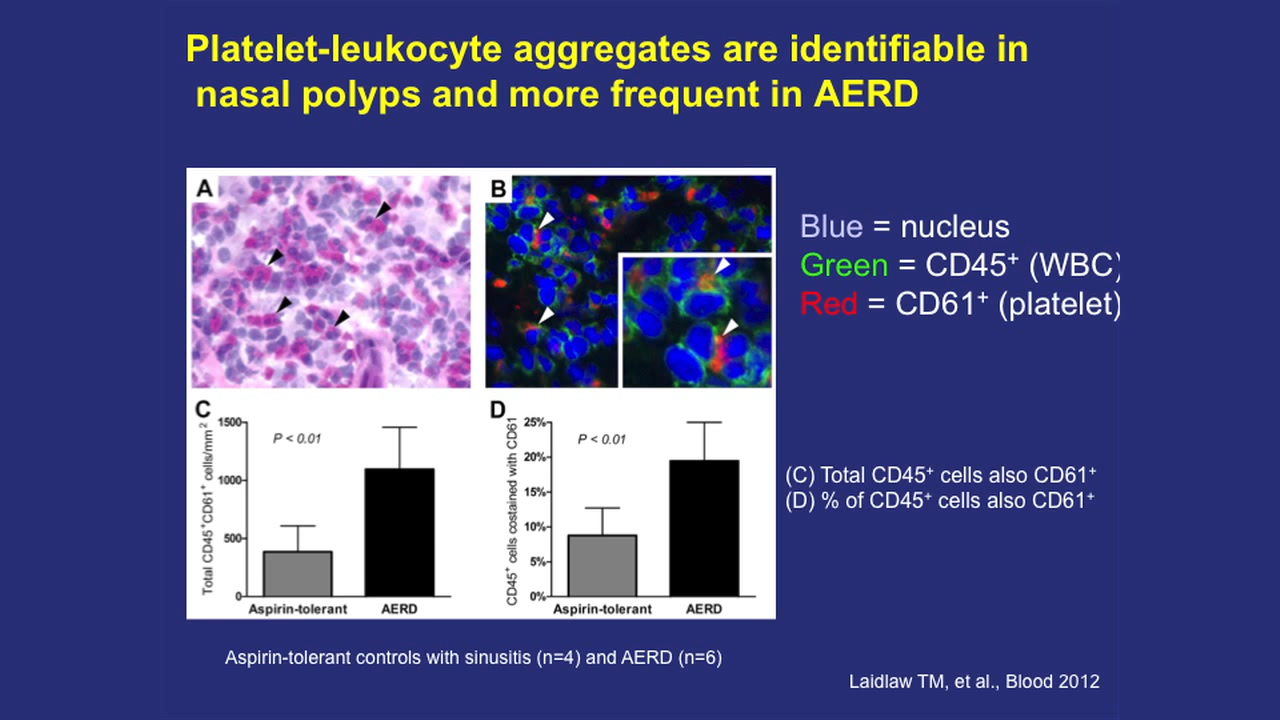 Platelet-leukocyte aggregates are identifiable in
nasal polyps and more frequent in AERD
A
B
Blue = nucleus
Green = CD45⁺ (WBC)
Red = CD61⁺ (platelet)
C
Total CD45⁺CD61⁺ cells/mm²
1500
1000
500
0
P < 0.01
Aspirin-tolerant
AERD
D
CD45⁺ cells costained with CD61
25%
20%
15%
10%
5%
0%
P < 0.01
Aspirin-tolerant
AERD
(C) Total CD45⁺ cells also CD61⁺
(D) % of CD45⁺ cells also CD61⁺
Aspirin-tolerant controls with sinusitis (n=4) and AERD (n=6)
Laidlaw TM, et al., Blood 2012